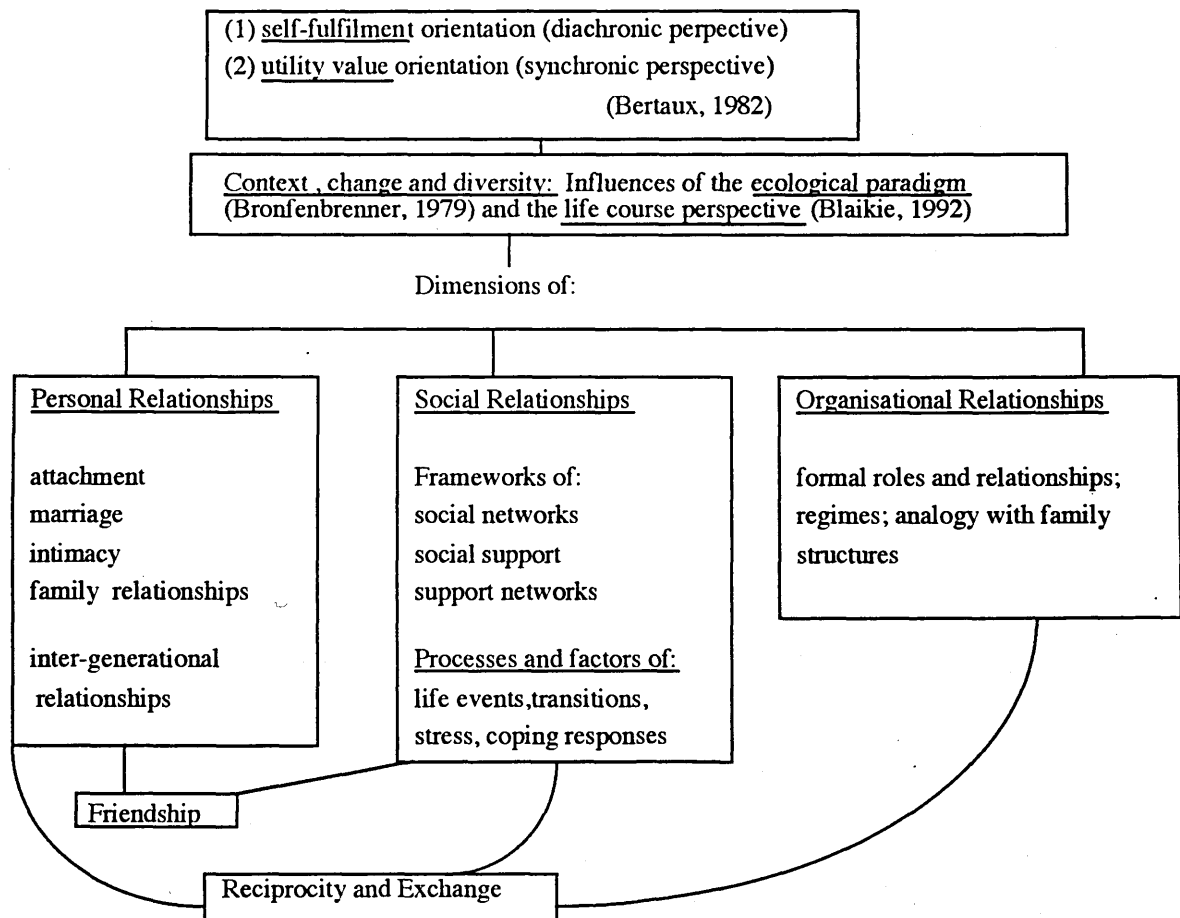 (1) self-fulfilment orientation (diachronic perpective)
(2) utility value orientation (synchronic perspective)
(Bertaux, 1982)
Context , change and diversity: Influences of the ecological paradigm
(Bronfenbrenner, 1979) and the life course perspective (Blaikie, 1992)
Dimensions of:
Personal Relationships
attachment
marriage
intimacy
family relationships
inter-generational
relationships
Social Relationships
Frameworks of:
social networks
social support
support networks
Processes and factors of:
life events,transitions,
stress, coping responses
Organisational Relationships
formal roles and relationships;
regimes; analogy with family
structures
Friendship
Reciprocity and Exchange